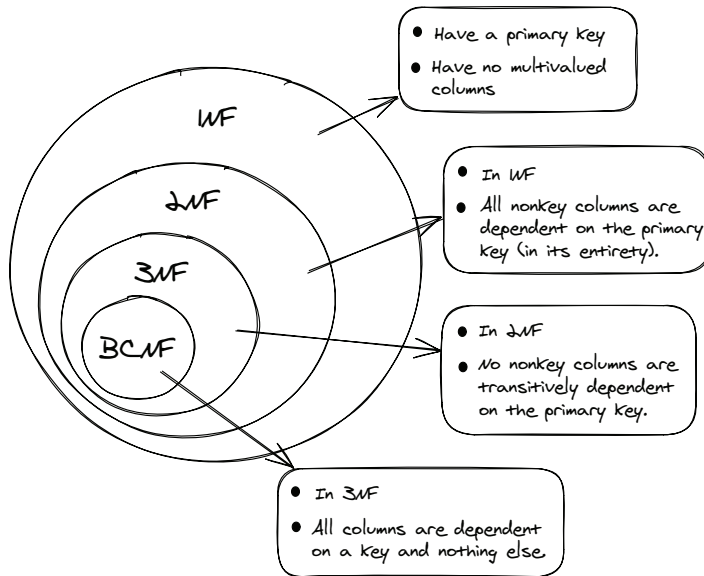 1NF
2NF
3NF
BCNF
● Have a primary key
● Have no multivalued
columns
● In 1NF
● All nonkey columns are
dependent on the primary
key (in its entirety).
● In 2NF
● No nonkey columns are
transitively dependent
on the primary key.
● In 3NF
● All columns are dependent
on a key and nothing else.